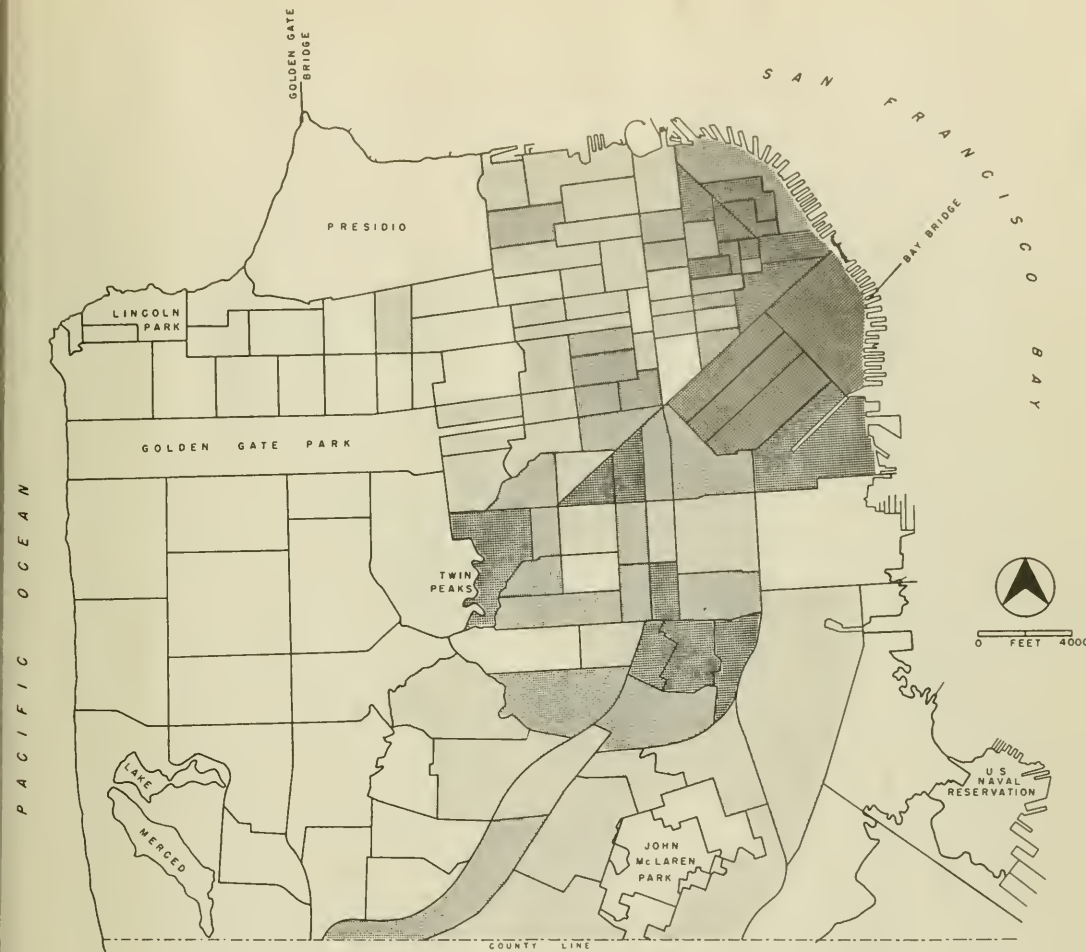 GOLDEN GATE
BRIDGE
SAN FRANCISCO BAY
PRESIDIO
BAY BRIDGE
LINCOLN
PARK
GOLDEN GATE PARK
PACIFIC OCEAN
TWIN
PEAKS
0 FEET 4000
LAKE
MERCED
U S
NAVAL
RESERVATION
JOHN
McLAREN
PARK
COUNTY LINE